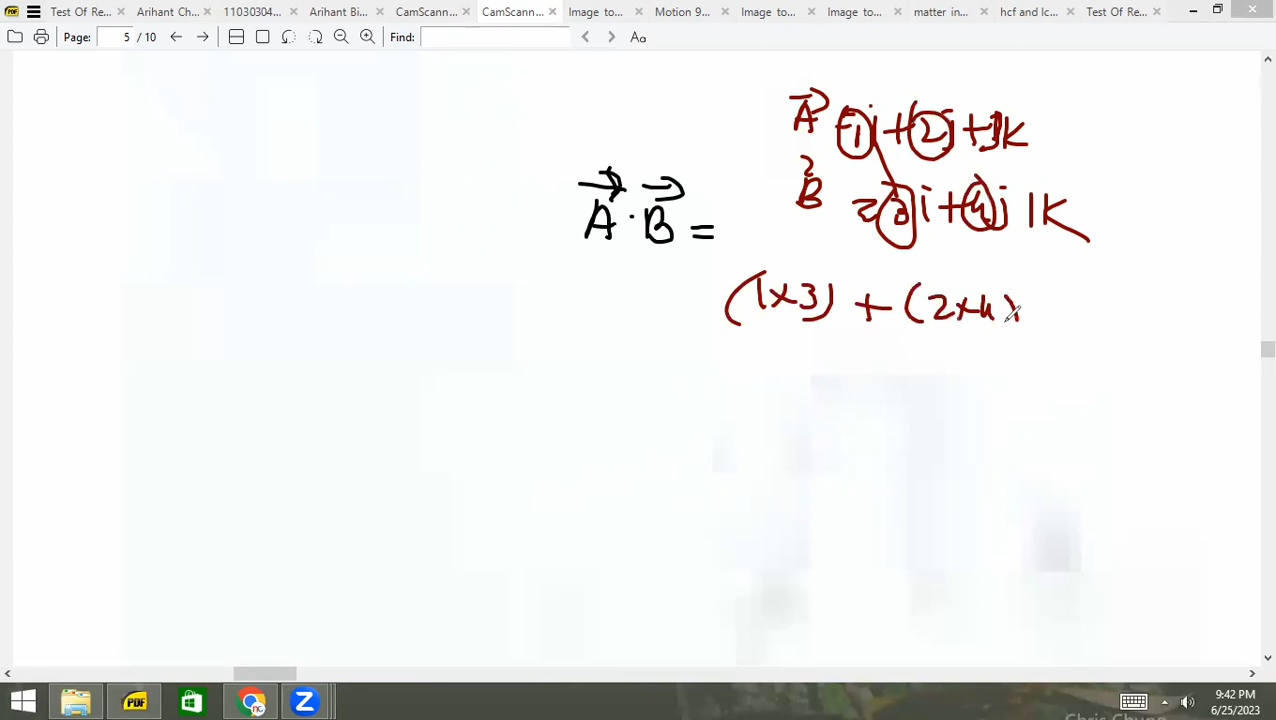 Test Of Re... Arihant Ch... 11030304... Arihant Bi... CamScann... CamScann... Image to... Motion 9 Image to... Image to... matter in... hcf and lc... Test Of Re...
Page: 5 / 10 Find: Aa
A = 1i + 2j + 1k
B = 3i + 4j 1k
A · B =
(1×3) + (2×4)
9:42 PM
6/25/2023